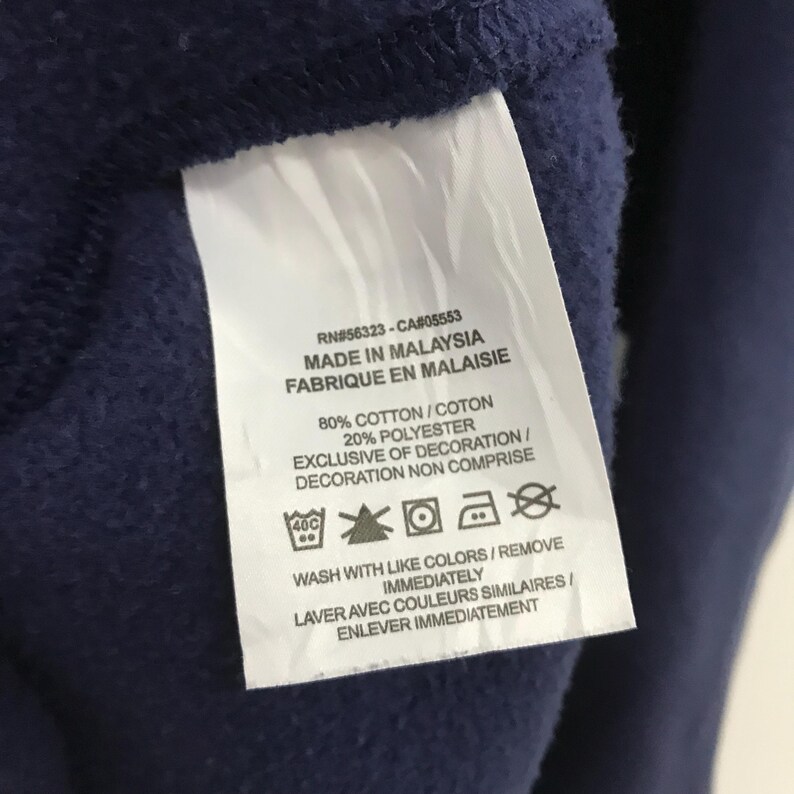 RN#56323 - CA#05553
MADE IN MALAYSIA
FABRIQUE EN MALAISIE
80% COTTON / COTON
20% POLYESTER
EXCLUSIVE OF DECORATION /
DECORATION NON COMPRISE
40C
WASH WITH LIKE COLORS / REMOVE
IMMEDIATELY
LAVER AVEC COULEURS SIMILAIRES /
ENLEVER IMMEDIATEMENT